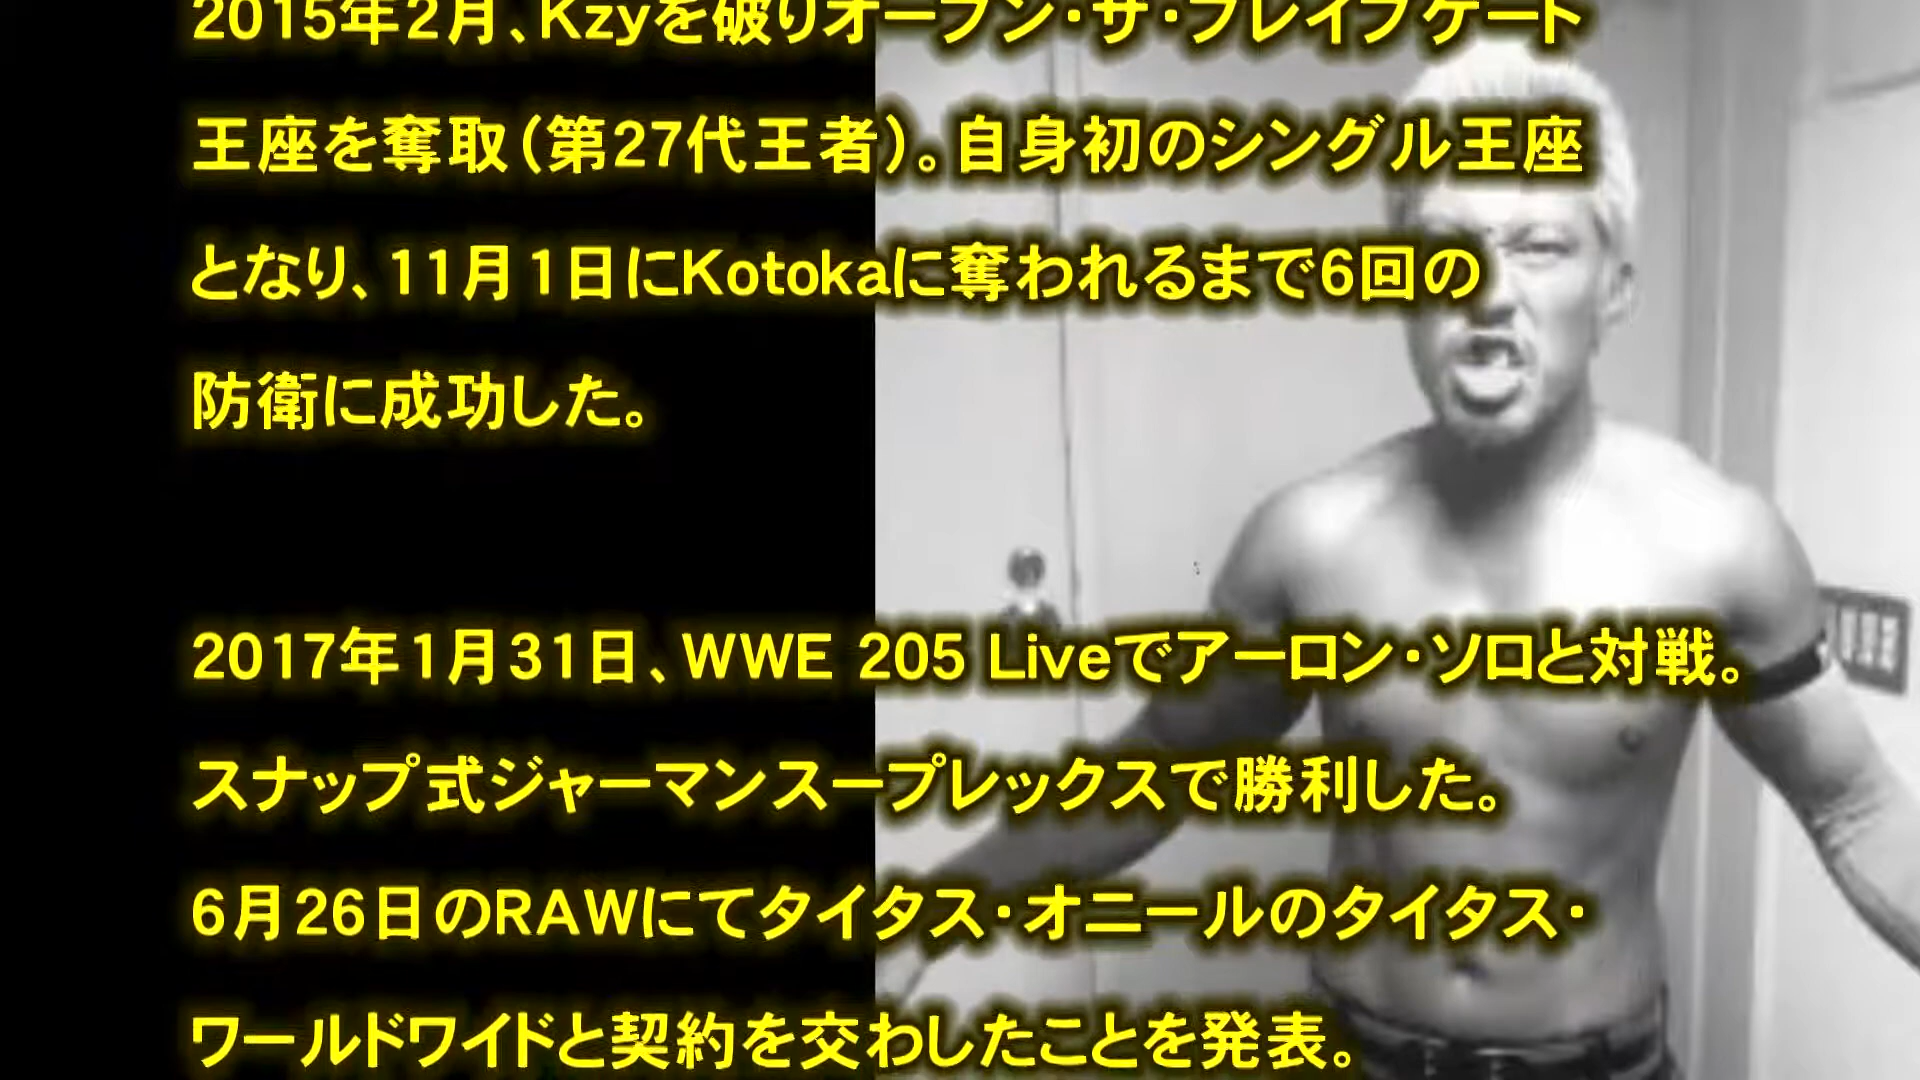 2015年2月、Kzyを破りオープン・ザ・ブレイブゲート
王座を奪取（第27代王者）。自身初のシングル王座
となり、11月1日にKotokaに奪われるまで6回の
防衛に成功した。
2017年1月31日、WWE 205 Liveでアーロン・ソロと対戦。
スナップ式ジャーマンスープレックスで勝利した。
6月26日のRAWにてタイタス・オニールのタイタス・
ワールドワイドと契約を交わしたことを発表。